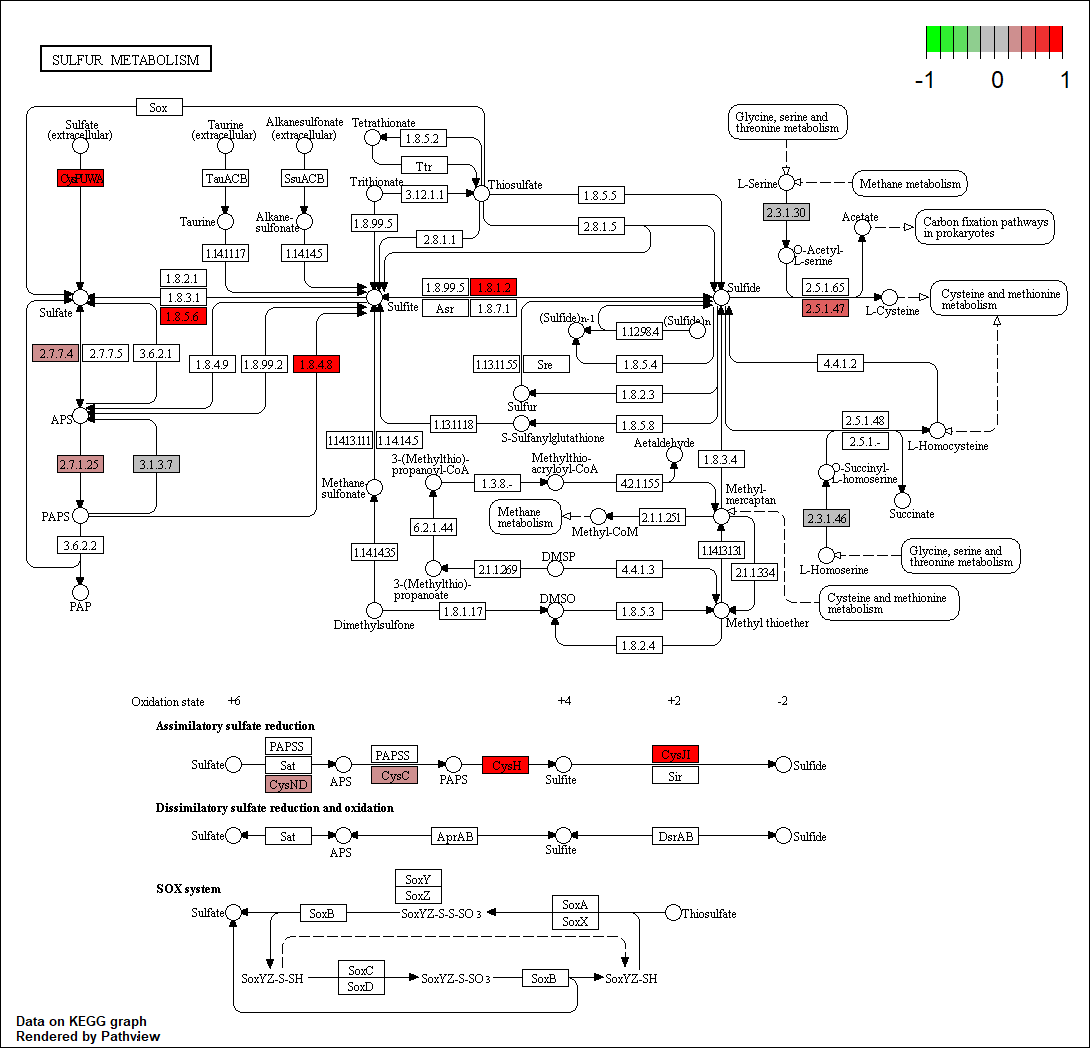 SULFUR METABOLISM
-1
0
1
Sox
Sulfate
(extracellular)
Taurine
(extracellular)
Alkanesulfonate
(extracellular)
Tetrathionate
1.8.5.2
Ttr
Glycine, serine and
threonine metabolism
CysPUWA
TauACB
SsuACB
Trithionate
3.12.1.1
Thiosulfate
1.8.5.5
L-Serine
Methane metabolism
2.3.1.30
Acetate
Taurine
Alkane-
sulfonate
1.8.99.5
2.8.1.1
2.8.1.5
Carbon fixation pathways
in prokaryotes
1.14.11.17
1.14.14.5
O-Acetyl-
L-serine
1.8.2.1
1.8.3.1
1.8.5.6
Sulfate
Sulfite
1.8.99.5
1.8.1.2
Asr
1.8.7.1
Sulfide
2.5.1.65
2.5.1.47
L-Cysteine
Cysteine and methionine
metabolism
(Sulfide)n-1
1.12.98.4
(Sulfide)n
2.7.7.4
2.7.7.5
3.6.2.1
1.8.4.9
1.8.99.2
1.8.4.8
1.13.11.55
Sre
1.8.5.4
4.4.1.2
Sulfur
1.8.2.3
APS
1.13.11.18
S-Sulfanylglutathione
1.8.5.8
2.5.1.48
2.5.1.-
L-Homocysteine
1.14.13.111
1.14.14.5
Aetaldehyde
2.7.1.25
3.1.3.7
3-(Methylthio)-
propanoyl-CoA
Methylthio-
acryloyl-CoA
1.8.3.4
O-Succinyl-
L-homoserine
Methane
sulfonate
1.3.8.-
4.2.1.155
Methyl-
mercaptan
Succinate
PAPS
Methane
metabolism
Methyl-CoM
2.1.1.251
2.3.1.46
6.2.1.44
3.6.2.2
1.14.14.35
1.14.13.131
L-Homoserine
Glycine, serine and
threonine metabolism
DMSP
3-(Methylthio)-
propanoate
2.1.1.269
4.4.1.3
2.1.1.334
PAP
DMSO
Cysteine and methionine
metabolism
Dimethylsulfone
1.8.1.17
1.8.5.3
Methyl thioether
1.8.2.4
Oxidation state
+6
+4
+2
-2
Assimilatory sulfate reduction
PAPSS
Sat
CysND
PAPSS
CysC
CysH
CysJI
Sir
Sulfate
APS
PAPS
Sulfite
Sulfide
Dissimilatory sulfate reduction and oxidation
Sulfate
Sat
APS
AprAB
Sulfite
DsrAB
Sulfide
SOX system
SoxY
SoxZ
Sulfate
SoxB
SoxYZ-S-S-SO 3
SoxA
SoxX
Thiosulfate
SoxYZ-S-SH
SoxC
SoxD
SoxYZ-S-SO 3
SoxB
SoxYZ-SH
Data on KEGG graph
Rendered by Pathview